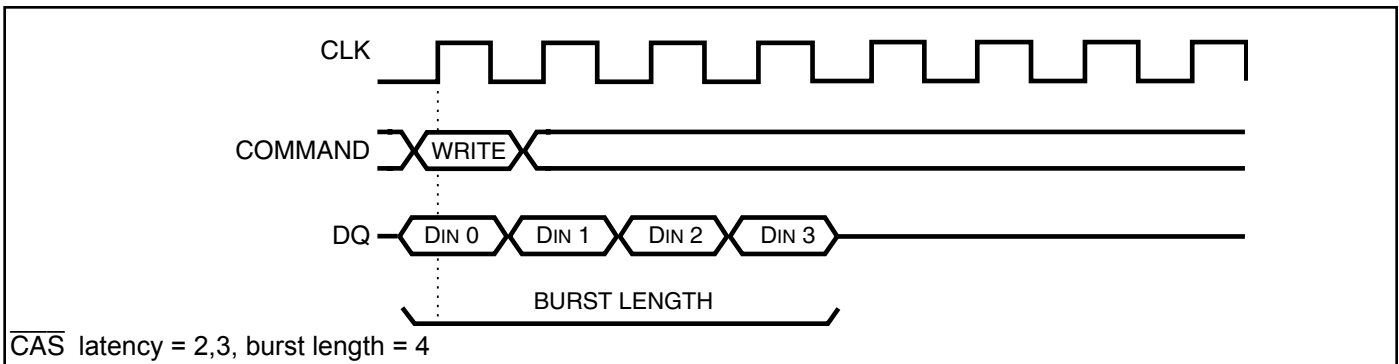 CLK
COMMAND WRITE
DQ DIN 0 DIN 1 DIN 2 DIN 3
BURST LENGTH
CAS latency = 2,3, burst length = 4